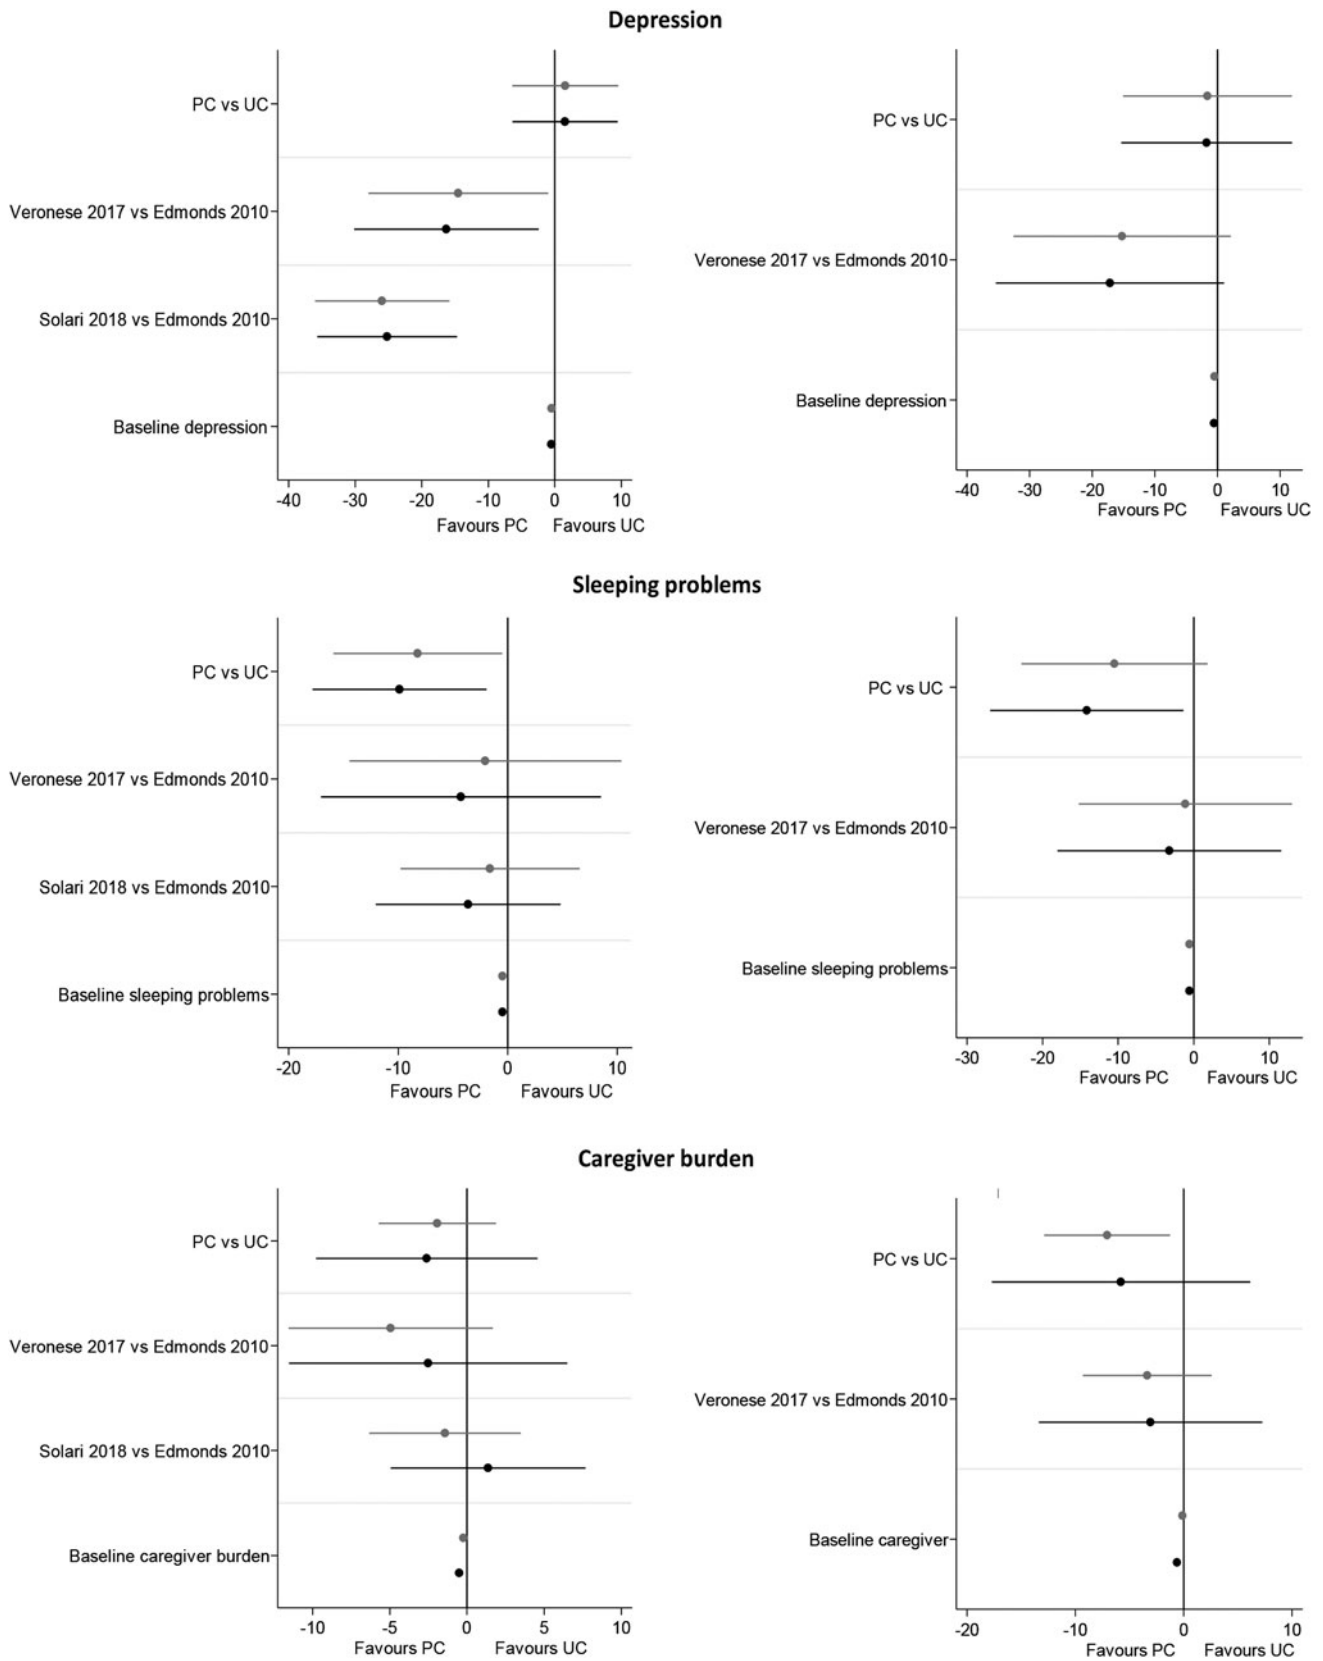 Depression
PC vs UC
Veronese 2017 vs Edmonds 2010
Solari 2018 vs Edmonds 2010
Baseline depression
-40 -30 -20 -10 0 10
Favours PC Favours UC
PC vs UC
Veronese 2017 vs Edmonds 2010
Baseline depression
-40 -30 -20 -10 0 10
Favours PC Favours UC
Sleeping problems
PC vs UC
Veronese 2017 vs Edmonds 2010
Solari 2018 vs Edmonds 2010
Baseline sleeping problems
-20 -10 0 10
Favours PC Favours UC
PC vs UC
Veronese 2017 vs Edmonds 2010
Baseline sleeping problems
-30 -20 -10 0 10
Favours PC Favours UC
Caregiver burden
PC vs UC
Veronese 2017 vs Edmonds 2010
Solari 2018 vs Edmonds 2010
Baseline caregiver burden
-10 -5 0 5 10
Favours PC Favours UC
PC vs UC
Veronese 2017 vs Edmonds 2010
Baseline caregiver
-20 -10 0 10
Favours PC Favours UC